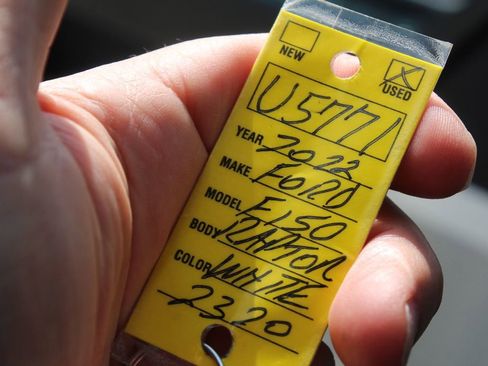 NEW USED
U5771
YEAR 2022
MAKE FORD
MODEL F150
BODY RAPTOR
COLOR WHITE
2320